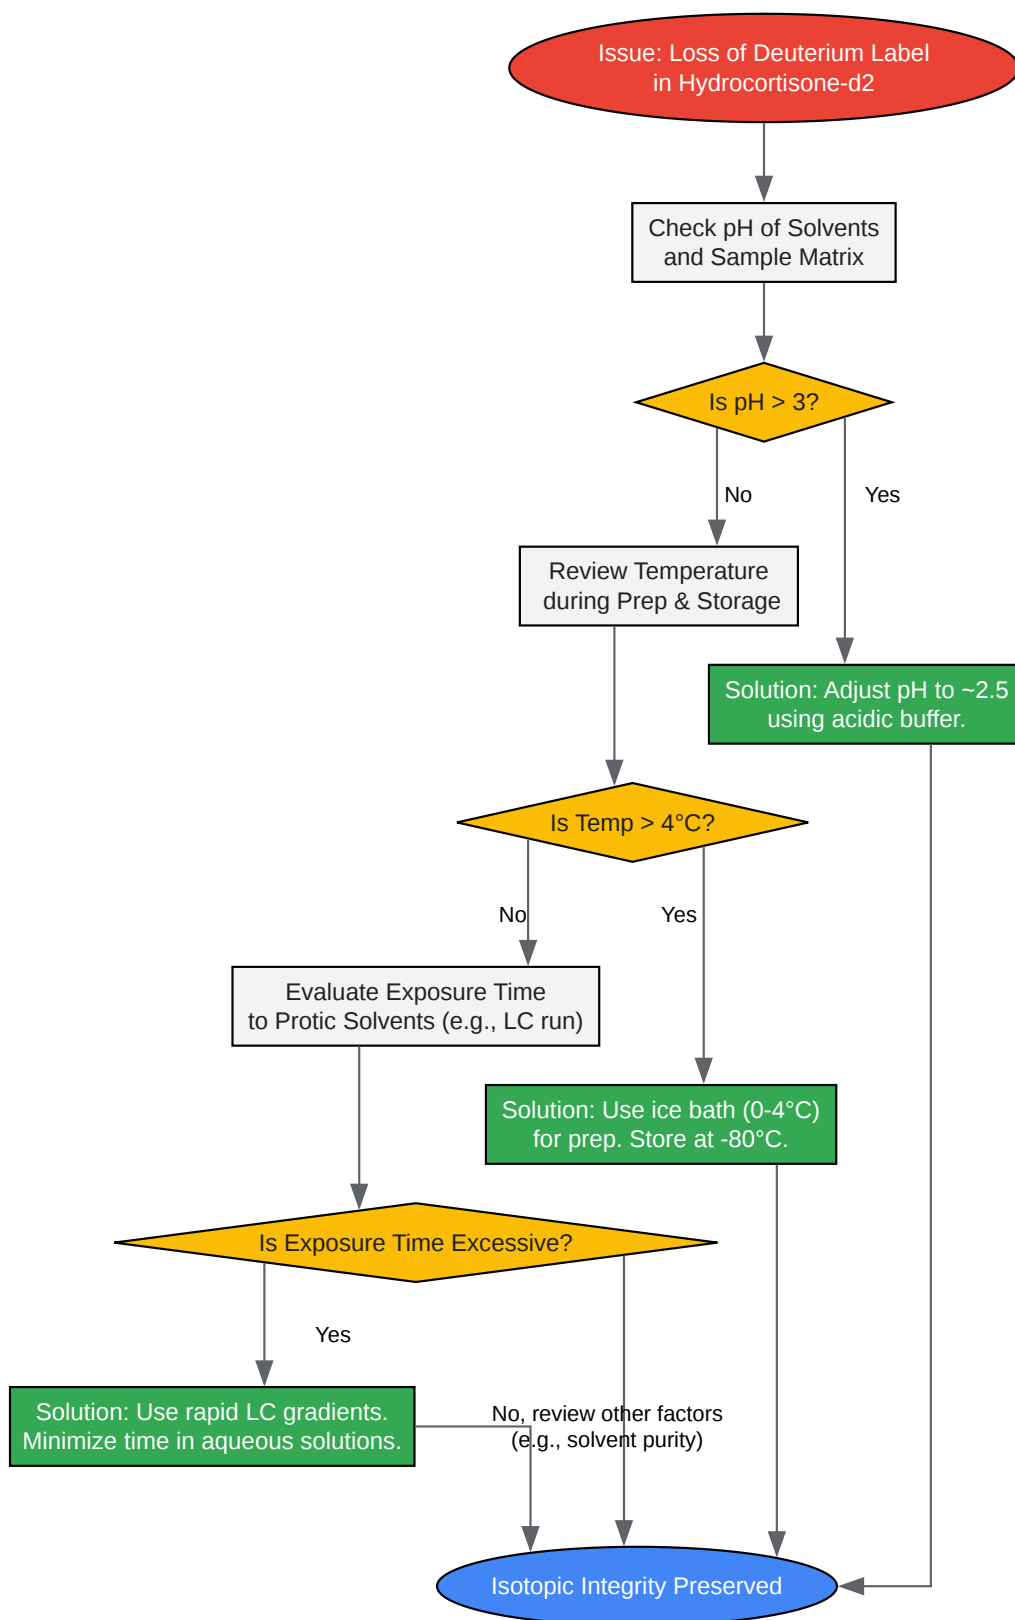 Issue: Loss of Deuterium Label
in Hydrocortisone-d2
Check pH of Solvents
and Sample Matrix
Is pH > 3?
No
Yes
Review Temperature
during Prep & Storage
Solution: Adjust pH to ~2.5
using acidic buffer.
Is Temp > 4°C?
No
Yes
Evaluate Exposure Time
to Protic Solvents (e.g., LC run)
Solution: Use ice bath (0-4°C)
for prep. Store at -80°C.
Is Exposure Time Excessive?
Yes
Solution: Use rapid LC gradients.
Minimize time in aqueous solutions.
No, review other factors
(e.g., solvent purity)
Isotopic Integrity Preserved